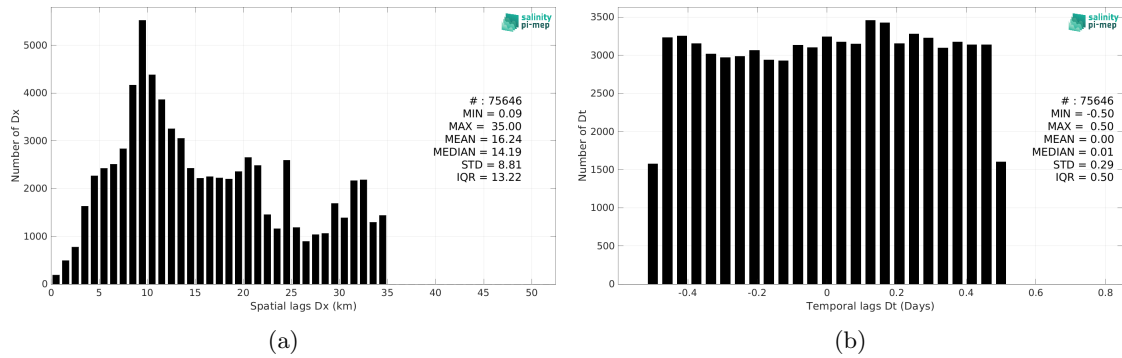 salinity
pi-mep
5000
4000
3000
2000
1000
0
Number of Dx
# : 75646
MIN = 0.09
MAX = 35.00
MEAN = 16.24
MEDIAN = 14.19
STD = 8.81
IQR = 13.22
0 5 10 15 20 25 30 35 40 45 50
Spatial lags Dx (km)
(a)
salinity
pi-mep
3500
3000
2500
2000
1500
1000
500
0
Number of Dt
# : 75646
MIN = -0.50
MAX = 0.50
MEAN = 0.00
MEDIAN = 0.01
STD = 0.29
IQR = 0.50
-0.4 -0.2 0 0.2 0.4 0.6 0.8
Temporal lags Dt (Days)
(b)